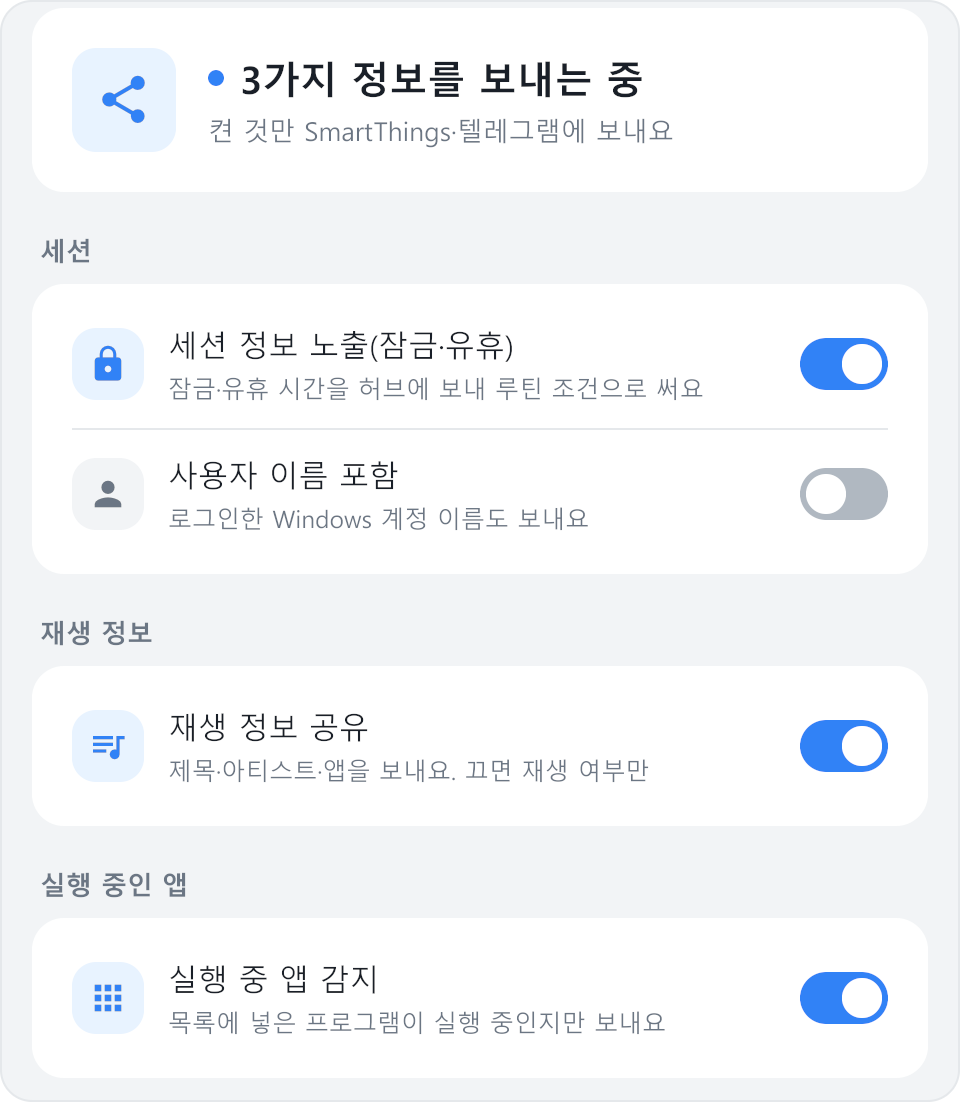 3가지 정보를 보내는 중
켠 것만 SmartThings·텔레그램에 보내요
세션
세션 정보 노출(잠금·유휴)
잠금·유휴 시간을 허브에 보내 루틴 조건으로 써요
사용자 이름 포함
로그인한 Windows 계정 이름도 보내요
재생 정보
재생 정보 공유
제목·아티스트·앱을 보내요. 끄면 재생 여부만
실행 중인 앱
실행 중 앱 감지
목록에 넣은 프로그램이 실행 중인지만 보내요